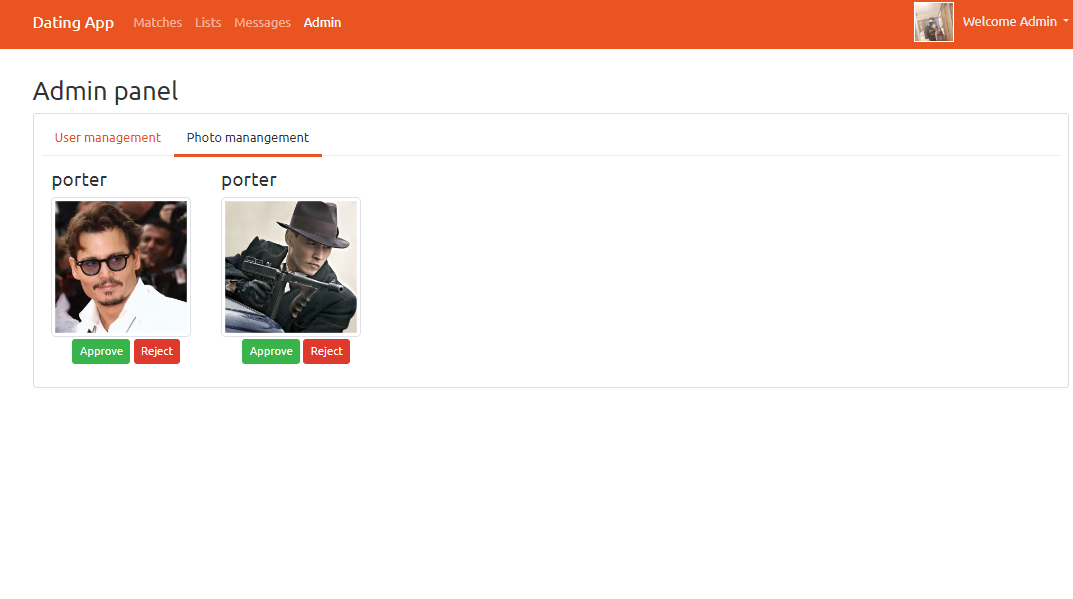 Dating App Matches Lists Messages Admin Welcome Admin
Admin panel
User management Photo manangement
porter porter
Approve Reject Approve Reject